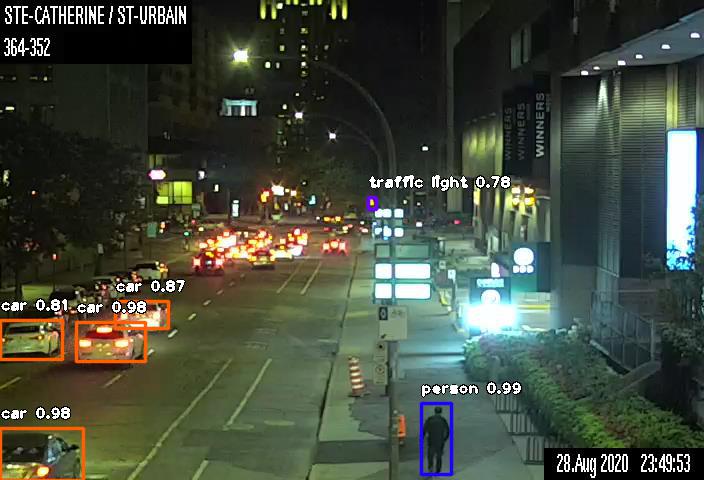 STE-CATHERINE / ST-URBAIN
364-352
traffic light 0.78
car 0.87
car 0.81
car 0.98
person 0.99
car 0.98
WINNERS
WINNERS
WINNERS
28.Aug 2020 23:49:53